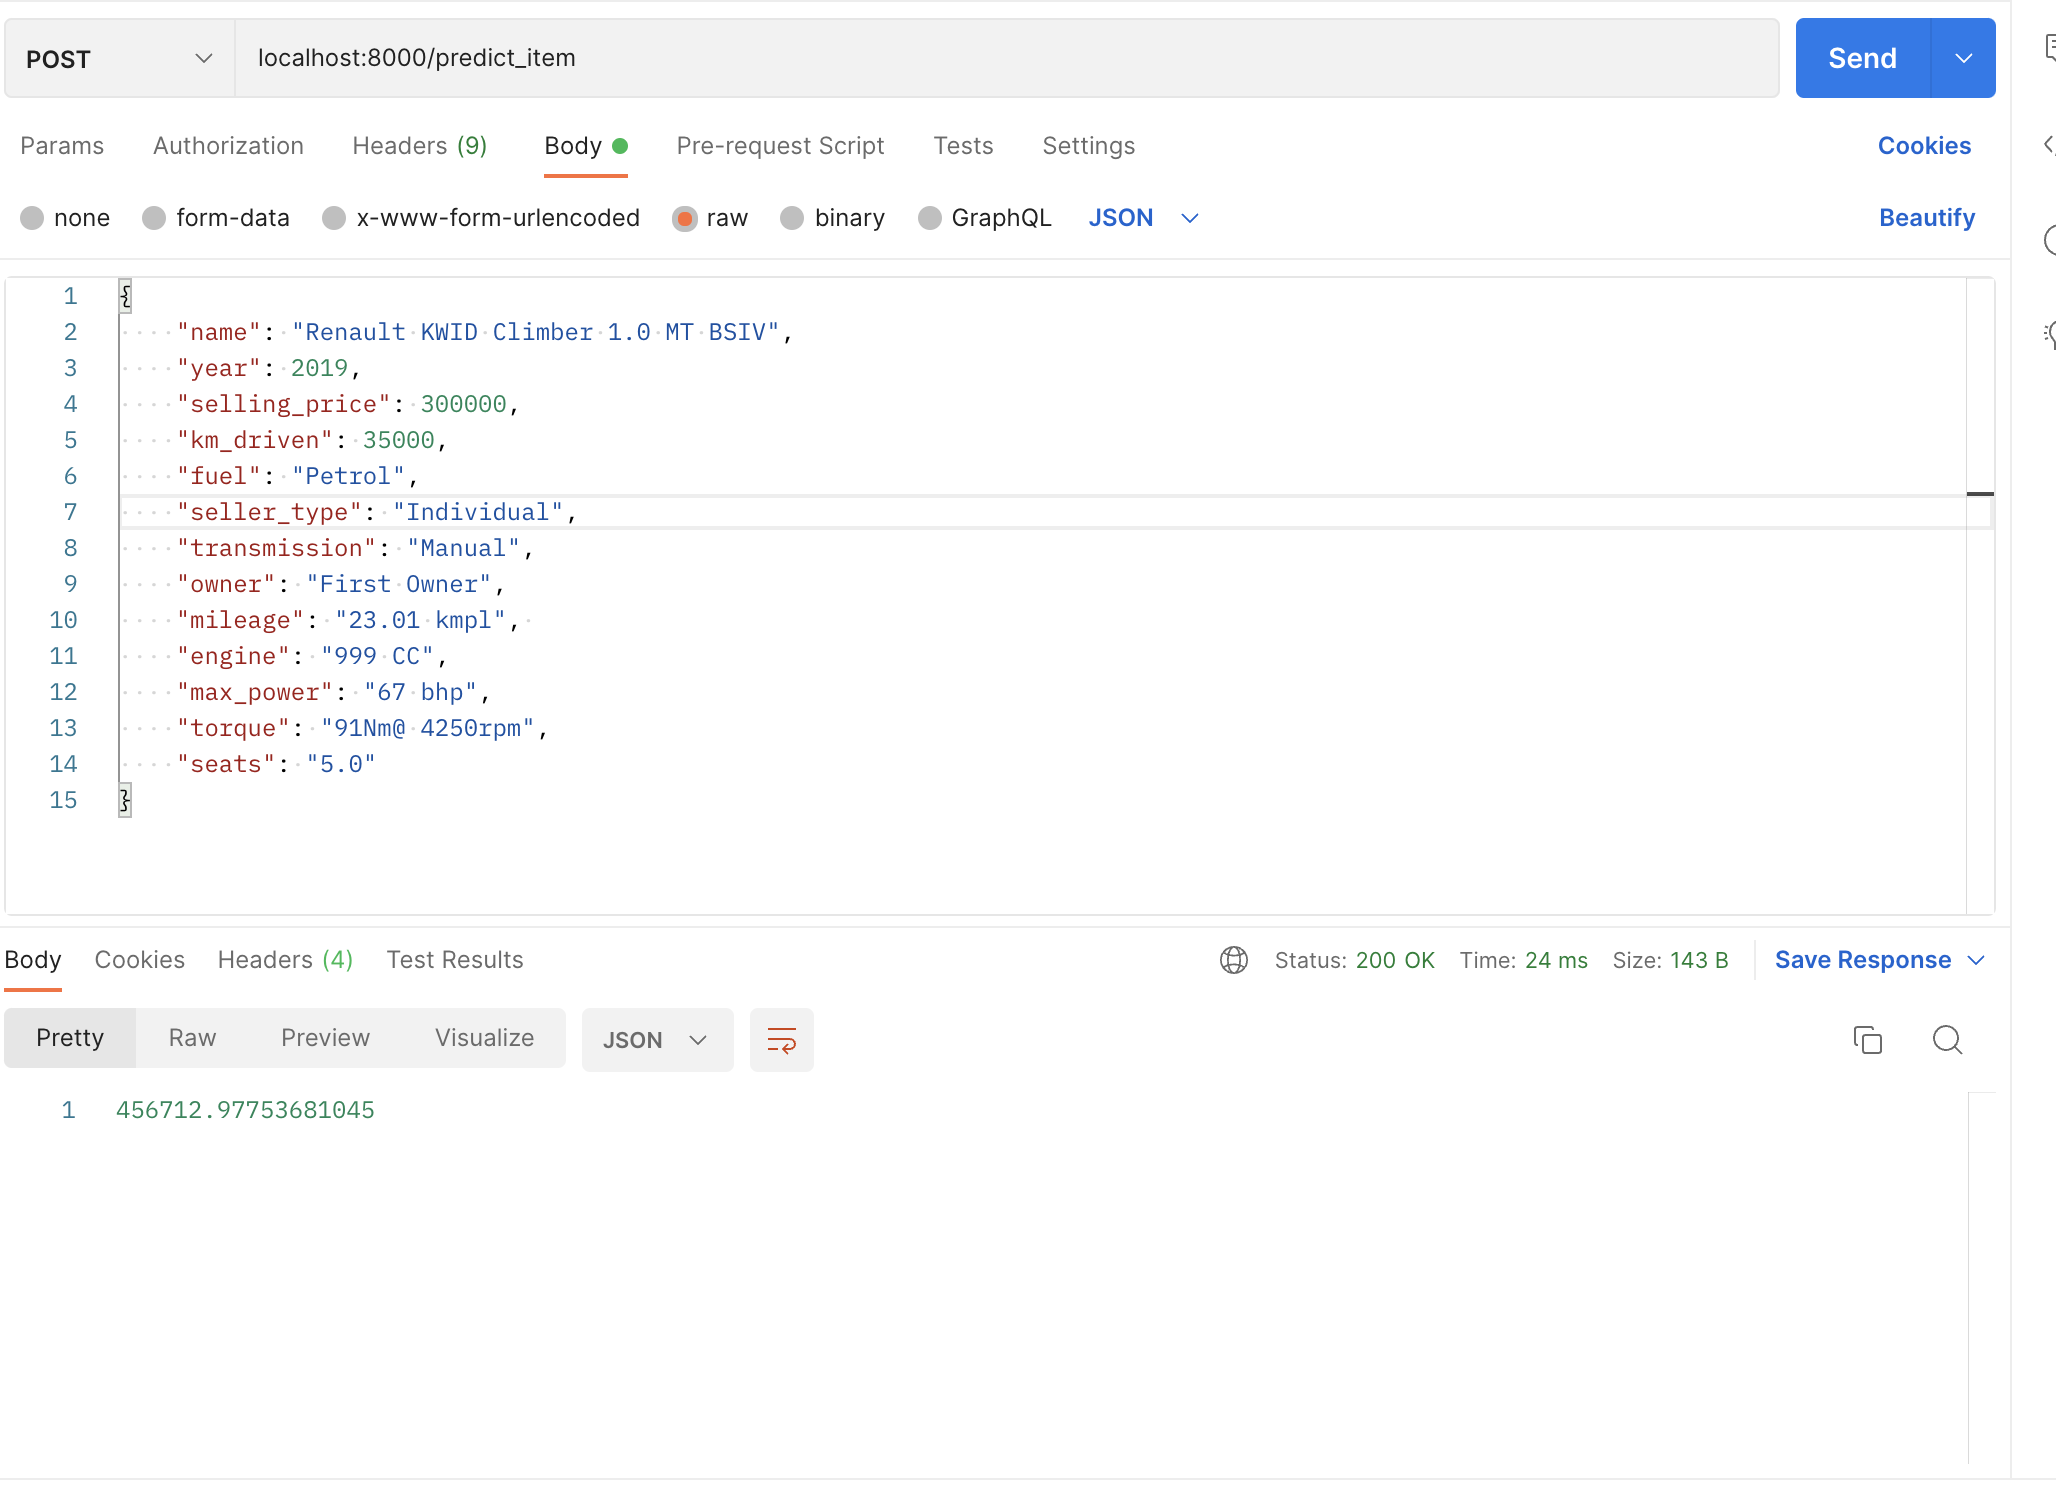 POST localhost:8000/predict_item Send
Params Authorization Headers (9) Body Pre-request Script Tests Settings Cookies
none form-data x-www-form-urlencoded raw binary GraphQL JSON Beautify
1 {
2 "name": "Renault KWID Climber 1.0 MT BSIV",
3 "year": 2019,
4 "selling_price": 300000,
5 "km_driven": 35000,
6 "fuel": "Petrol",
7 "seller_type": "Individual",
8 "transmission": "Manual",
9 "owner": "First Owner",
10 "mileage": "23.01 kmpl",
11 "engine": "999 CC",
12 "max_power": "67 bhp",
13 "torque": "91Nm@ 4250rpm",
14 "seats": "5.0"
15 }
Body Cookies Headers (4) Test Results Status: 200 OK Time: 24 ms Size: 143 B Save Response
Pretty Raw Preview Visualize JSON
1 456712.97753681045